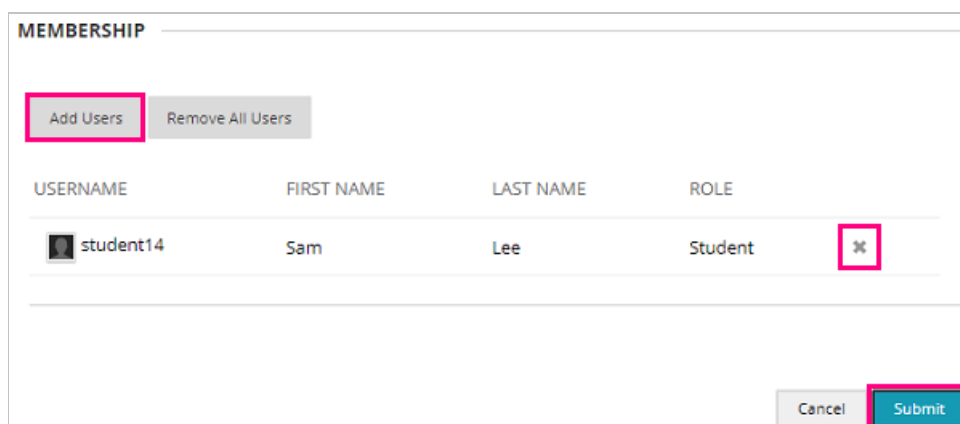 MEMBERSHIP
Add Users Remove All Users
USERNAME FIRST NAME LAST NAME ROLE
student14 Sam Lee Student
Cancel Submit